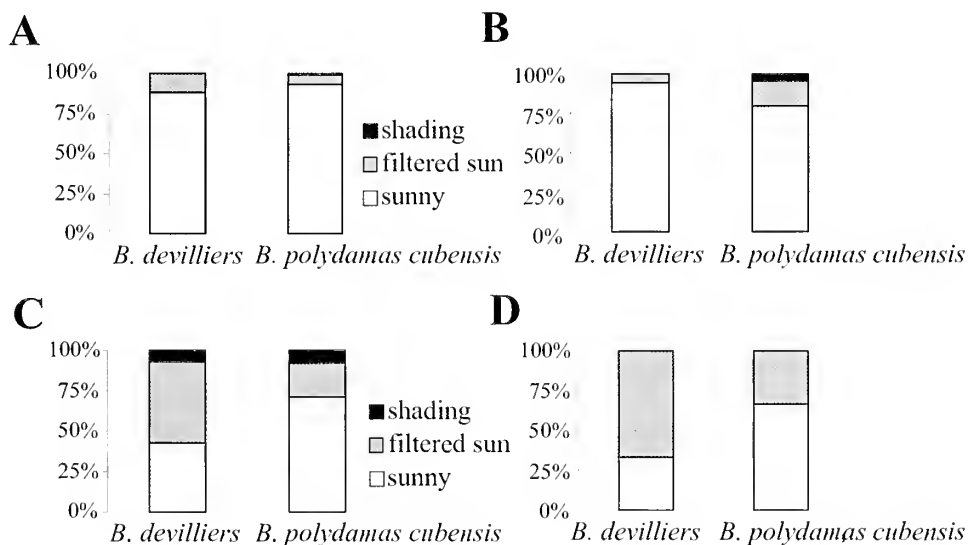 A
100%
75%
50%
25%
0%
B. devilliers
B. polydamas cubensis
shading
filtered sun
sunny
B
100%
75%
50%
25%
0%
B. devilliers
B. polydamas cubensis
C
100%
75%
50%
25%
0%
B. devilliers
B. polydamas cubensis
shading
filtered sun
sunny
D
100%
75%
50%
25%
0%
B. devilliers
B. polydamas cubensis